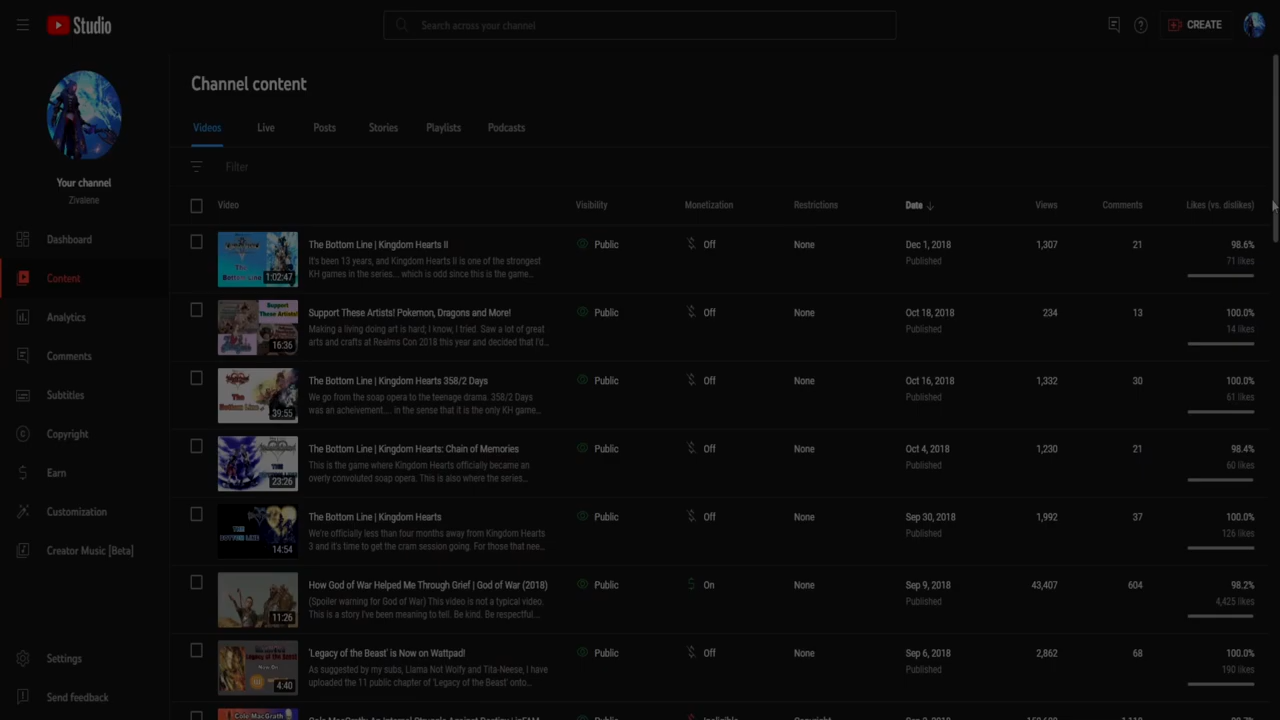 Studio
Search across your channel
CREATE
Your channel
Zivalene
Dashboard
Content
Analytics
Comments
Subtitles
Copyright
Earn
Customization
Creator Music [Beta]
Settings
Send feedback
Channel content
Videos Live Posts Stories Playlists Podcasts
Filter
Video Visibility Monetization Restrictions Date Views Comments Likes (vs. dislikes)
The Bottom Line | Kingdom Hearts II Public Off None Dec 1, 2018 1,307 21 98.6%
It's been 13 years, and Kingdom Hearts II is one of the strongest Published 71 likes
KH games in the series... which is odd since this is the game...
The Bottom Line
1:02:47
Support These Artists! Pokemon, Dragons and More! Public Off None Oct 18, 2018 234 13 100.0%
Making a living doing art is hard; I know, I tried. Saw a lot of great Published 14 likes
arts and crafts at Realms Con 2018 this year and decided that I'd...
Support
These Artists!
16:36
The Bottom Line | Kingdom Hearts 358/2 Days Public Off None Oct 16, 2018 1,332 30 100.0%
We go from the soap opera to the teenage drama. 358/2 Days Published 61 likes
was an acheivement.... in the sense that it is the only KH game...
The Bottom Line
39:55
The Bottom Line | Kingdom Hearts: Chain of Memories Public Off None Oct 4, 2018 1,230 21 98.4%
This is the game where Kingdom Hearts officially became an Published 60 likes
overly convoluted soap opera. This is also where the series...
23:26
The Bottom Line | Kingdom Hearts Public Off None Sep 30, 2018 1,992 37 100.0%
We're officially less than four months away from Kingdom Hearts Published 126 likes
3 and it's time to get the cram session going. For those that nee...
THE
BOTTOM LINE
14:54
How God of War Helped Me Through Grief | God of War (2018) Public On None Sep 9, 2018 43,407 604 98.2%
(Spoiler warning for God of War) This video is not a typical video. Published 4,425 likes
This is a story I've been meaning to tell. Be kind. Be respectful...
11:26
'Legacy of the Beast' is Now on Wattpad! Public Off None Sep 6, 2018 2,862 68 100.0%
As suggested by my subs, Llama Not Wolfy and Tita-Neese, I have Published 190 likes
uploaded the 11 public chapter of 'Legacy of the Beast' onto...
Legacy of the Beast
4:40
Cole MacGrath